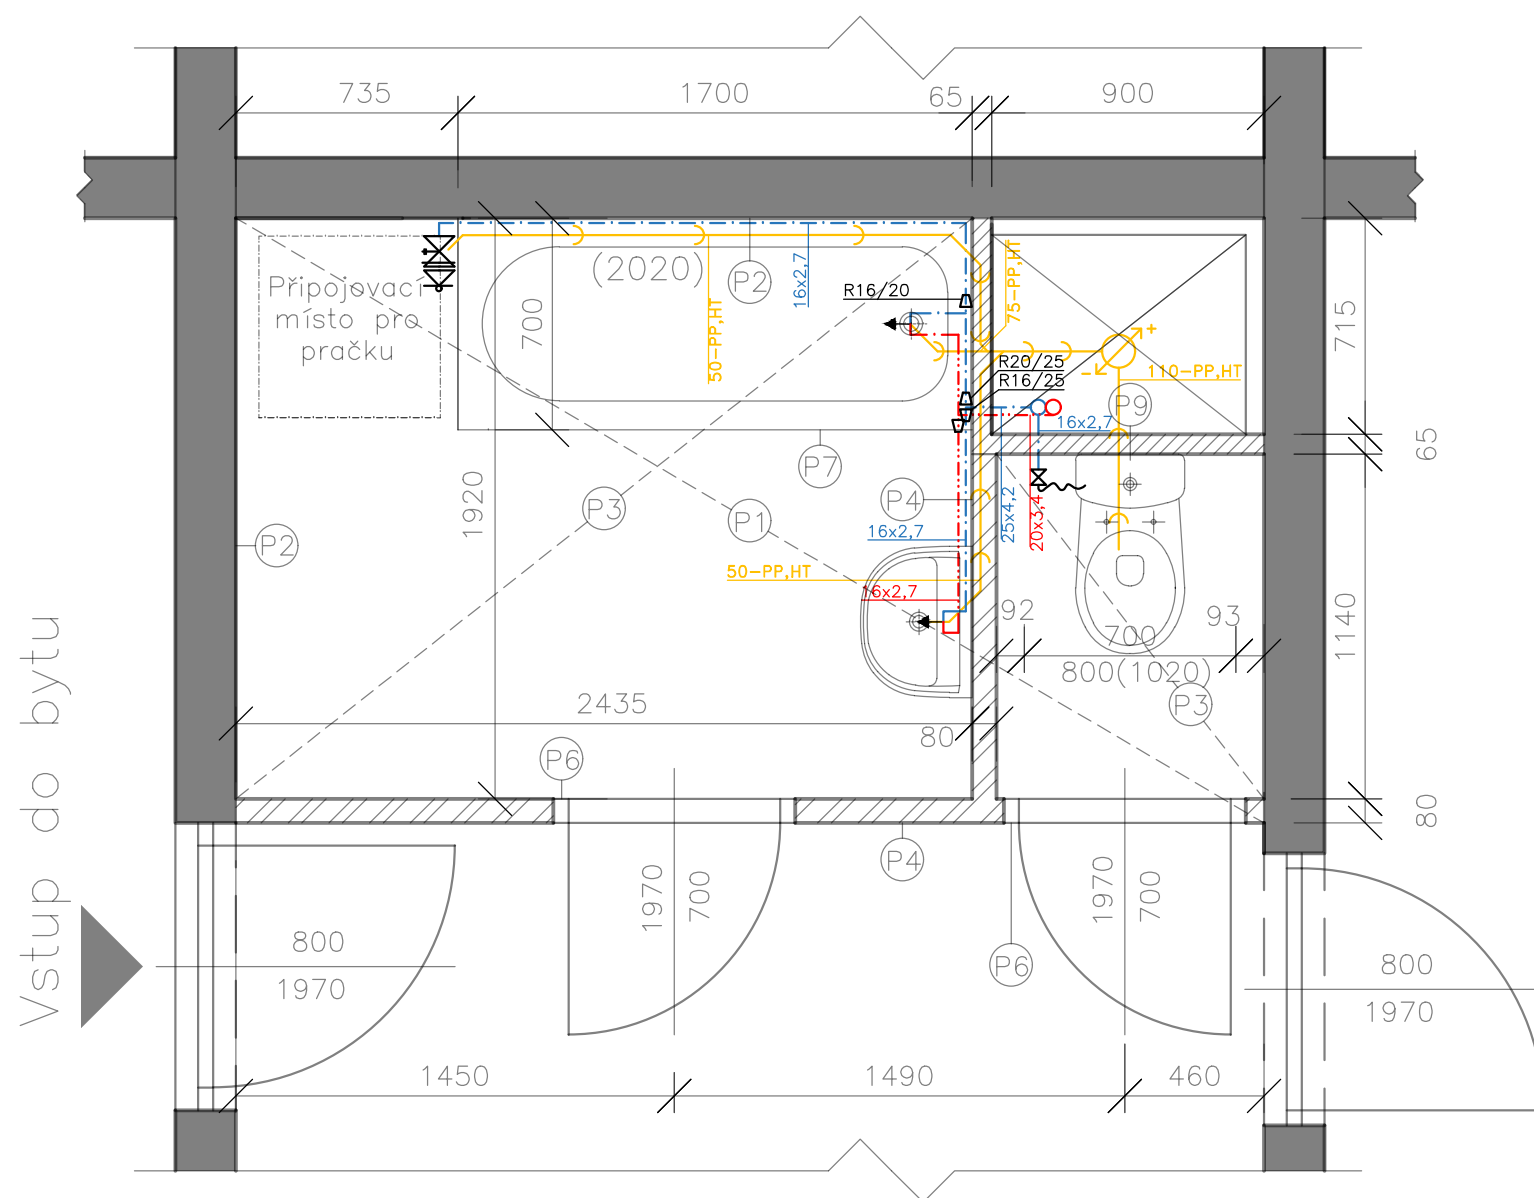 735
1700
65
900
Připojovací
místo pro
pračku
(2020)
P2
16x2,7
R16/20
75-PP,HT
700
50-PP,HT
R20/25
R16/25
110-PP,HT
P9
16x2,7
715
65
P7
P4
1920
P3
P1
P2
25x4,2
20x3,4
16x2,7
50-PP,HT
16x2,7
92
93
700
800(1020)
1140
P3
2435
80
P6
80
P4
1970
700
1970
700
P6
Vstup do bytu
800
1970
800
1970
1450
1490
460